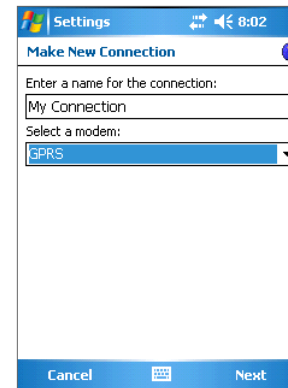 Settings 8:02
Make New Connection
Enter a name for the connection:
My Connection
Select a modem:
GPRS
Cancel Next